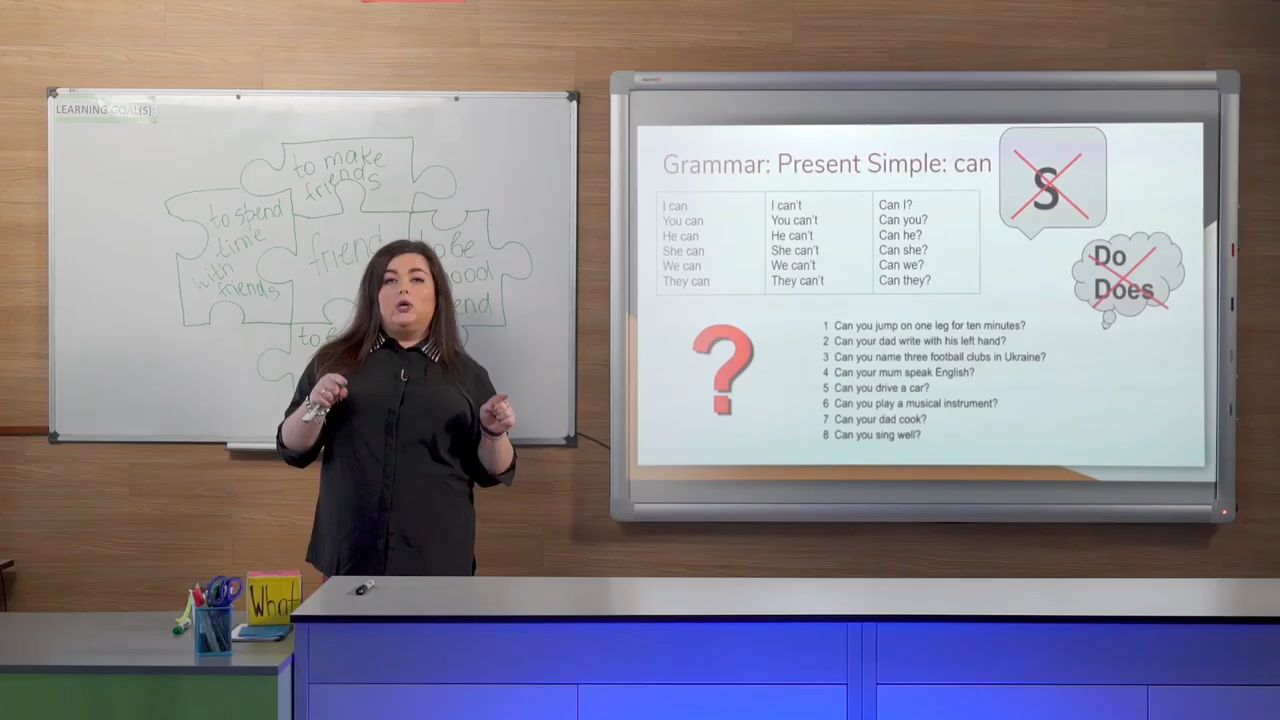 LEARNING GOAL(S):
to make
friends
to spend
time
with
friends
friend
to be
good
to
What
Grammar: Present Simple: can
I can
You can
He can
She can
We can
They can
I can't
You can't
He can't
She can't
We can't
They can't
Can I?
Can you?
Can he?
Can she?
Can we?
Can they?
S
Do
Does
?
1 Can you jump on one leg for ten minutes?
2 Can your dad write with his left hand?
3 Can you name three football clubs in Ukraine?
4 Can your mum speak English?
5 Can you drive a car?
6 Can you play a musical instrument?
7 Can your dad cook?
8 Can you sing well?